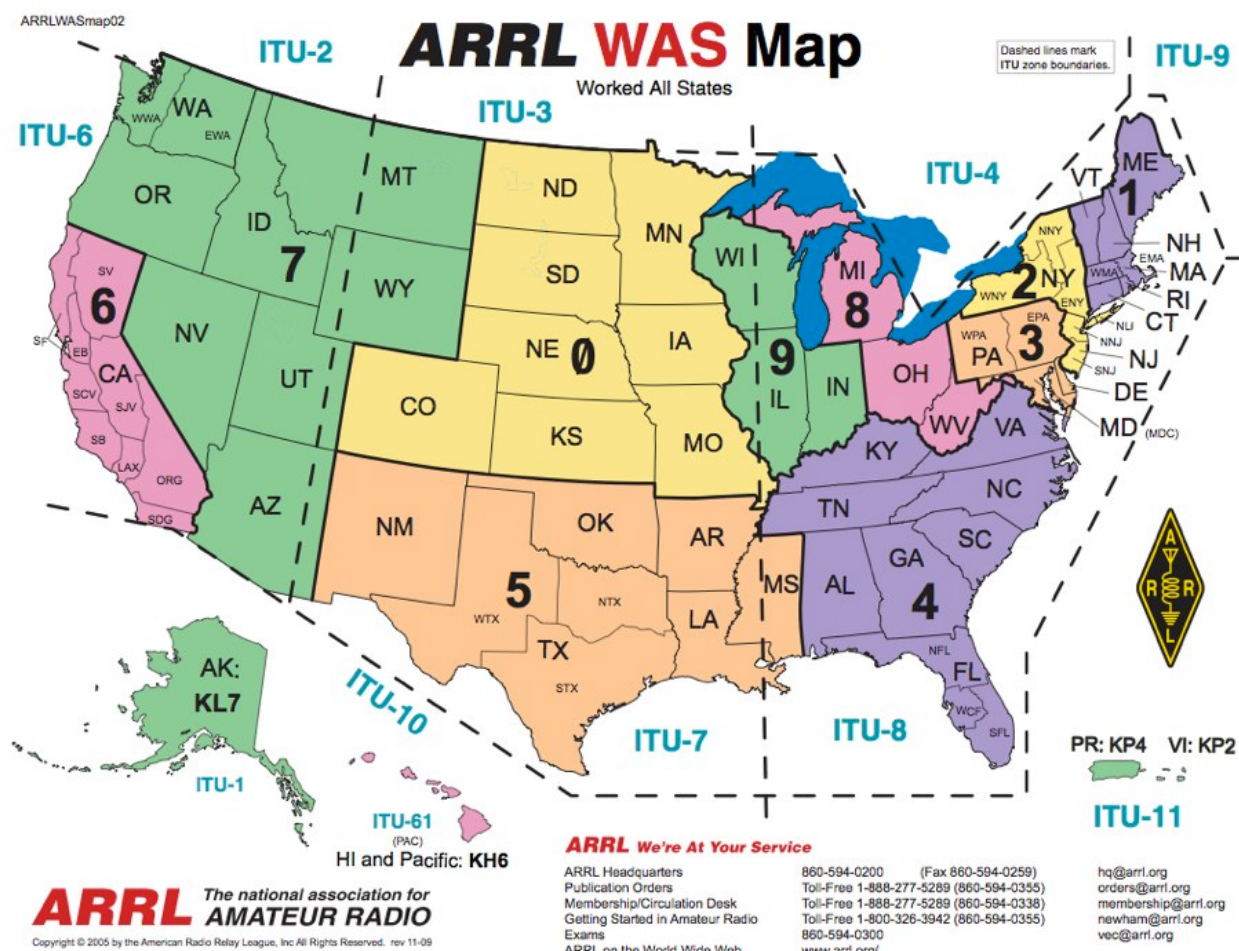 ARRLWASmap02
ARRL WAS Map
Worked All States
Dashed lines mark
ITU zone boundaries.
ITU-2
ITU-3
ITU-4
ITU-9
ITU-6
WA
WWA
EWA
OR
ID
MT
7
WY
NV
UT
AZ
SV
6
SF
EB
CA
SCV
SJV
SB
LAX
ORG
SDG
ND
SD
MN
NE
0
IA
CO
KS
MO
WI
MI
8
9
IL
IN
OH
WV
NM
OK
AR
5
NTX
WTX
TX
STX
LA
MS
KY
VA
TN
NC
SC
AL
GA
4
NFL
FL
WCF
SFL
ME
VT
1
NH
EMA
MA
WMA
RI
CT
NNY
2
NY
WNY
ENY
NLI
NNJ
NJ
SNJ
EPA
WPA
PA
3
DE
MD (MDC)
A
R R
L
AK:
KL7
ITU-1
ITU-10
ITU-7
ITU-8
ITU-61
(PAC)
HI and Pacific: KH6
PR: KP4 VI: KP2
ITU-11
ARRL The national association for
AMATEUR RADIO
Copyright © 2005 by the American Radio Relay League, Inc All Rights Reserved. rev 11-09
ARRL We're At Your Service
ARRL Headquarters 860-594-0200 (Fax 860-594-0259) hq@arrl.org
Publication Orders Toll-Free 1-888-277-5289 (860-594-0355) orders@arrl.org
Membership/Circulation Desk Toll-Free 1-888-277-5289 (860-594-0338) membership@arrl.org
Getting Started in Amateur Radio Toll-Free 1-800-326-3942 (860-594-0355) newham@arrl.org
Exams 860-594-0300 vec@arrl.org
ARRL on the World Wide Web www.arrl.org/